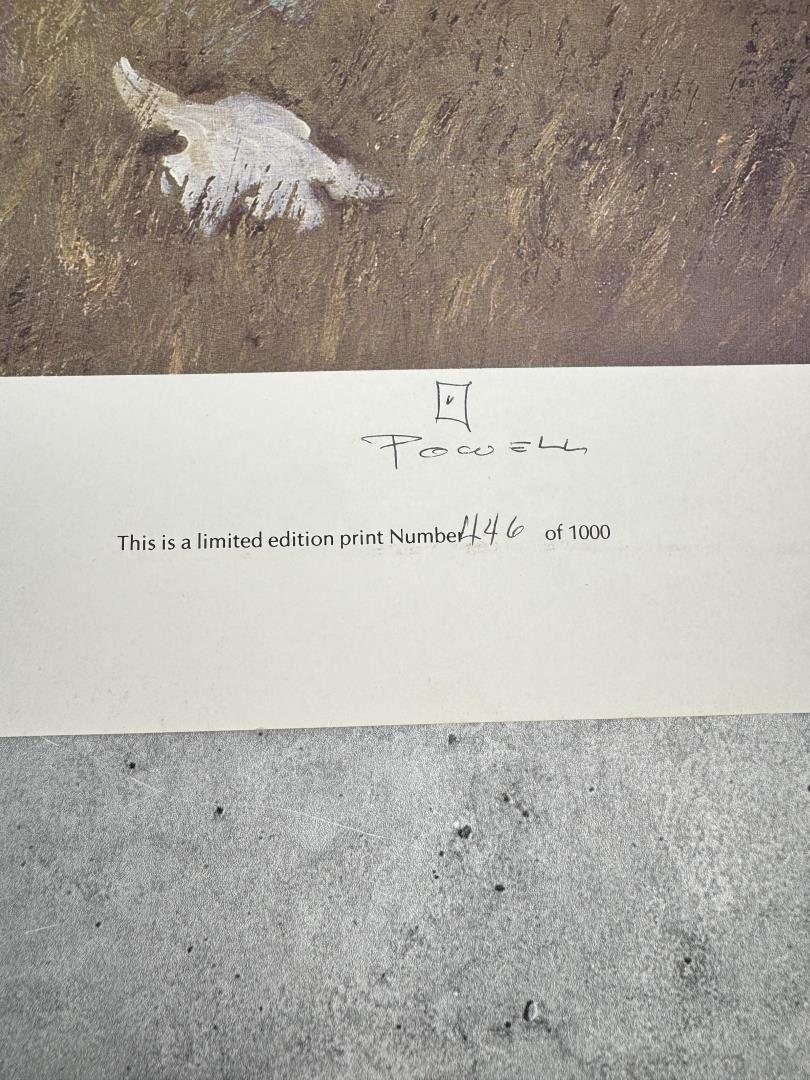 POWELL
This is a limited edition print Number 446 of 1000